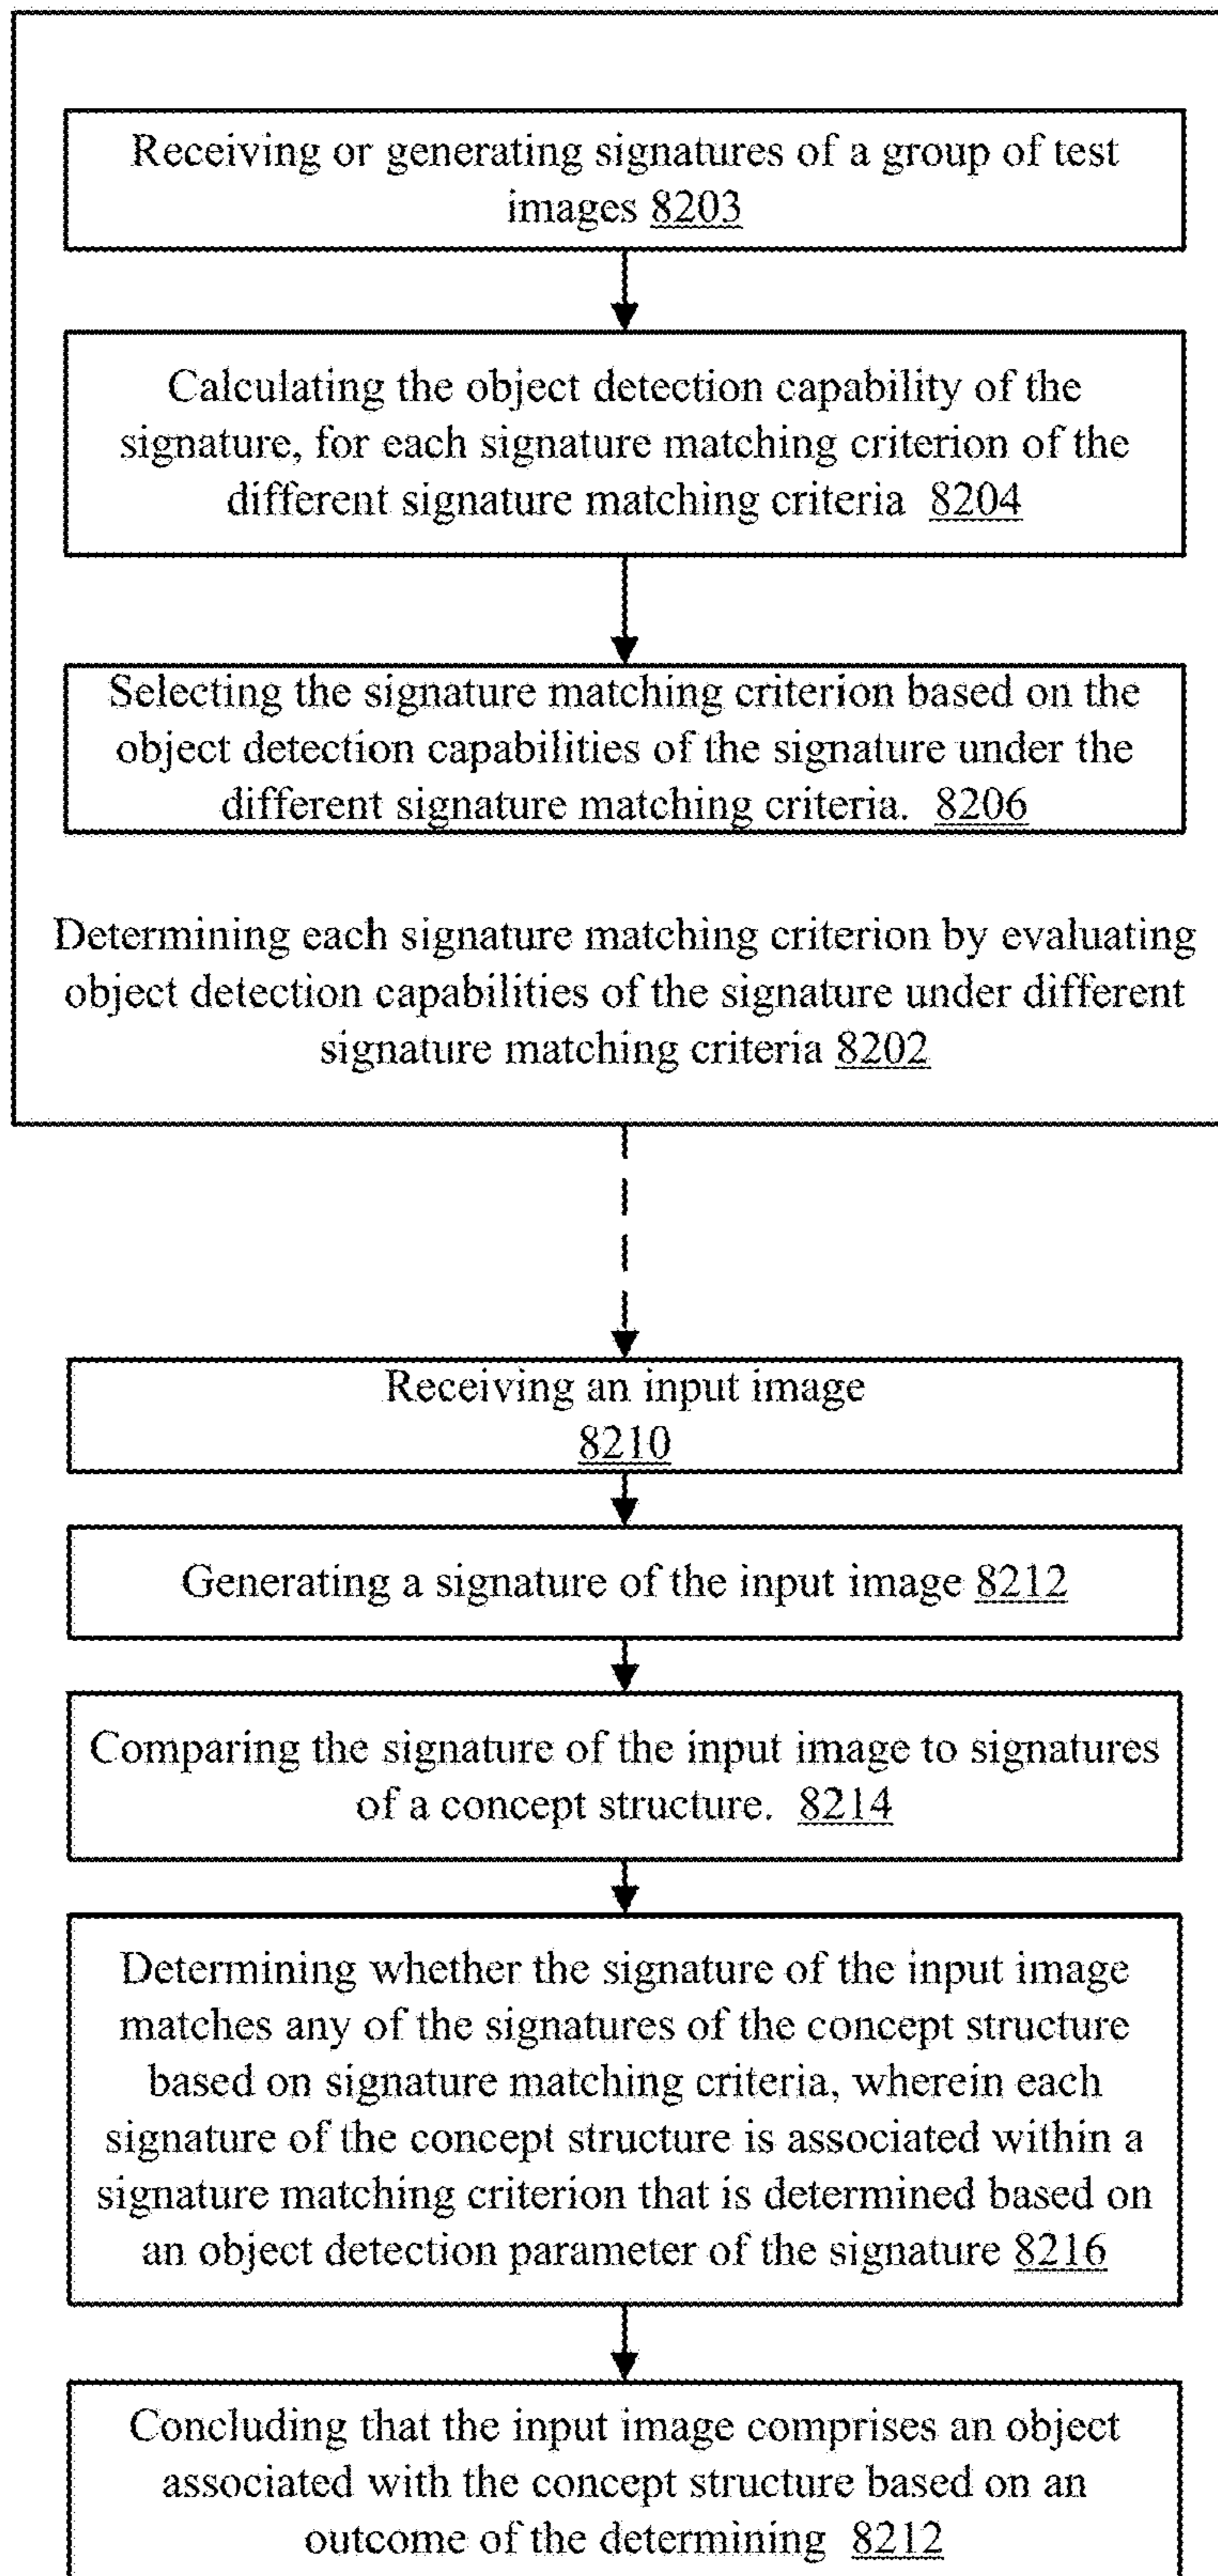 Receiving or generating signatures of a group of test
images 8203
Calculating the object detection capability of the
signature, for each signature matching criterion of the
different signature matching criteria 8204
Selecting the signature matching criterion based on the
object detection capabilities of the signature under the
different signature matching criteria. 8206
Determining each signature matching criterion by evaluating
object detection capabilities of the signature under different
signature matching criteria 8202
Receiving an input image
8210
Generating a signature of the input image 8212
Comparing the signature of the input image to signatures
of a concept structure. 8214
Determining whether the signature of the input image
matches any of the signatures of the concept structure
based on signature matching criteria, wherein each
signature of the concept structure is associated within a
signature matching criterion that is determined based on
an object detection parameter of the signature 8216
Concluding that the input image comprises an object
associated with the concept structure based on an
outcome of the determining 8212